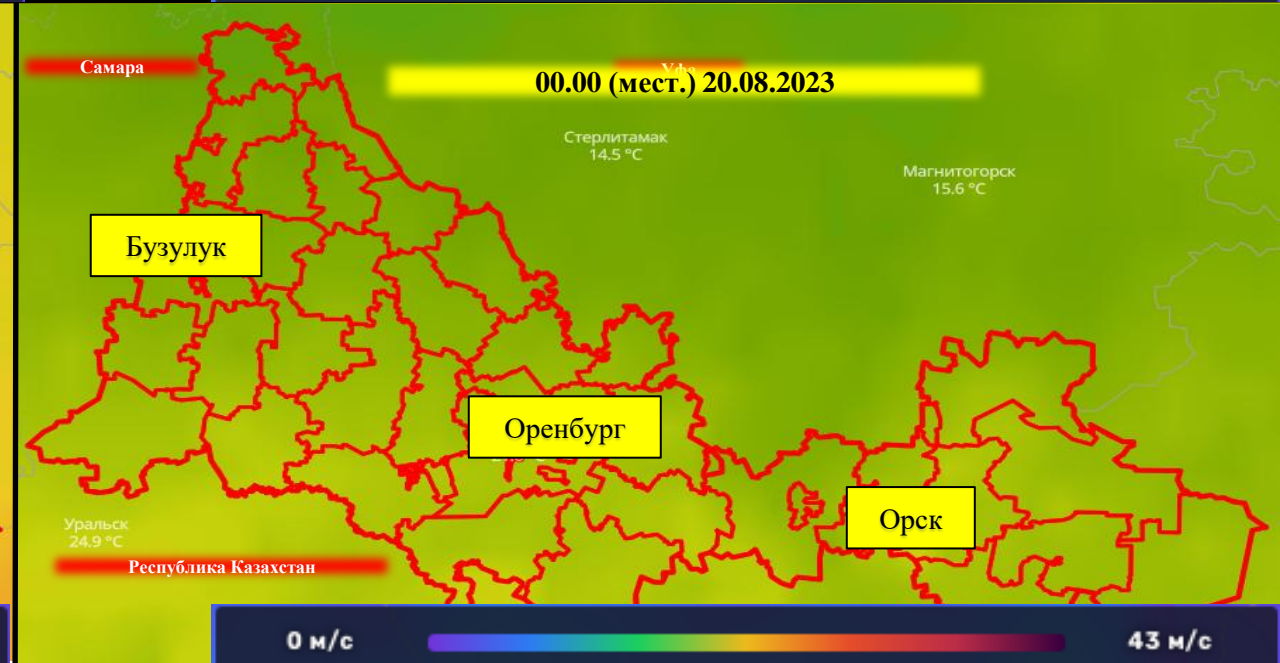 Самара
00.00 (мест.) 20.08.2023
Стерлитамак
14.5 °C
Магнитогорск
15.6 °C
Бузулук
Оренбург
Орск
Уральск
24.9 °C
Республика Казахстан
0 м/с
43 м/с